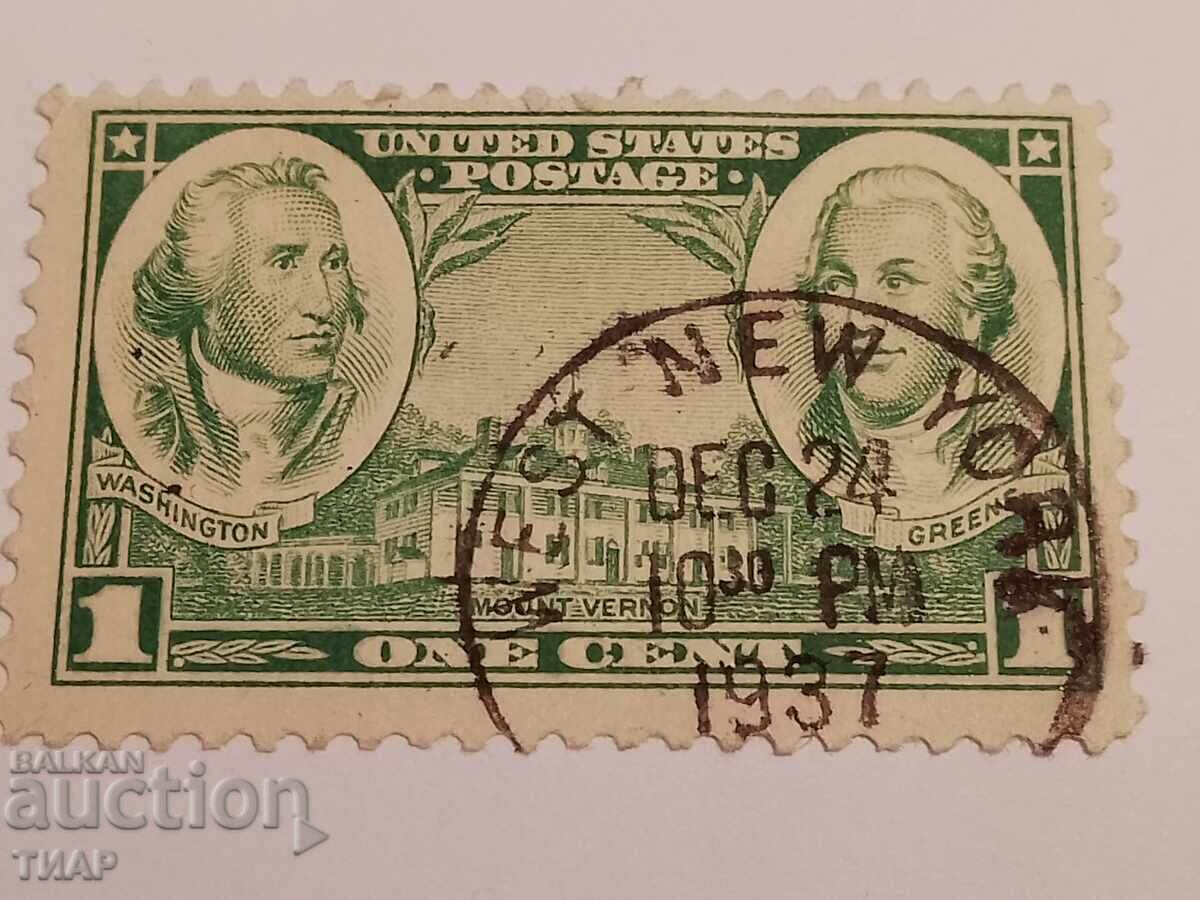 UNITED STATES
· POSTAGE ·
WASHINGTON
GREENE
MOUNT VERNON
1
ONE CENT
1
WEST NEW YORK
DEC 24
10 30 PM
1937
BALKAN
auction
ТИАР